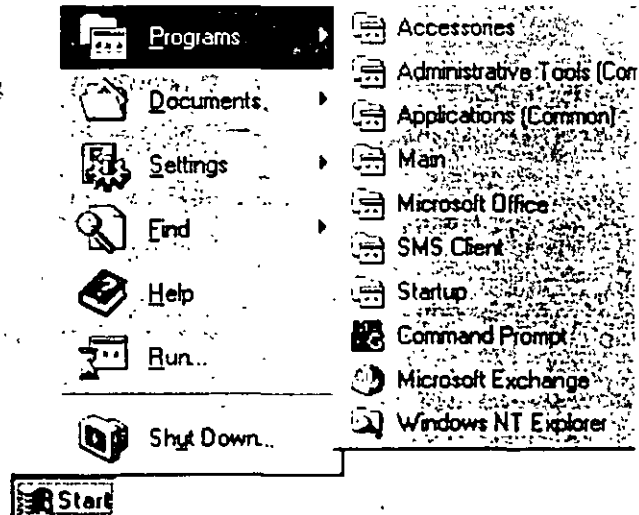 Programs
Documents
Settings
Find
Help
Run...
Shut Down...
Start
Accessories
Administrative Tools (Com
Applications (Common)
Main
Microsoft Office
SMS Client
Startup
Command Prompt
Microsoft Exchange
Windows NT Explorer